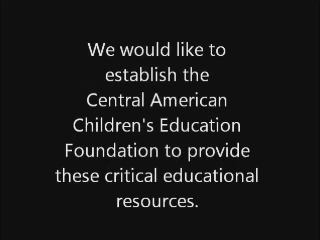 We would like to
establish the
Central American
Children's Education
Foundation to provide
these critical educational
resources.